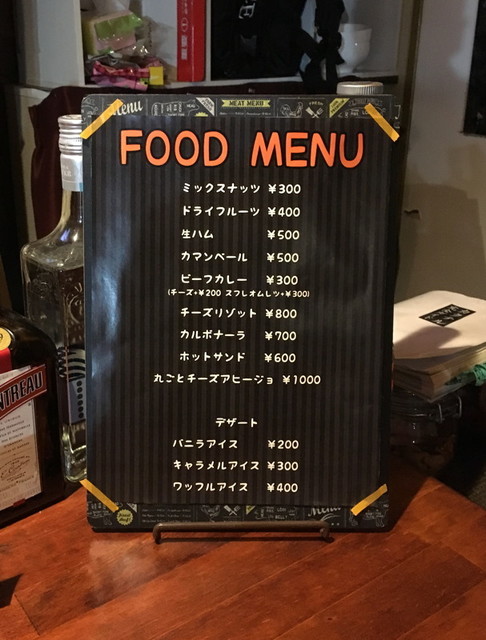 Menu
MEAT MENU
FOOD MENU
ミックスナッツ ¥300
ドライフルーツ ¥400
生ハム ¥500
カマンベール ¥500
ビーフカレー ¥300
(チーズ+¥200 スフレオムレツ+¥300)
チーズリゾット ¥800
カルボナーラ ¥700
ホットサンド ¥600
丸ごとチーズアヒージョ ¥1000
デザート
バニラアイス ¥200
キャラメルアイス ¥300
ワッフルアイス ¥400
Menu